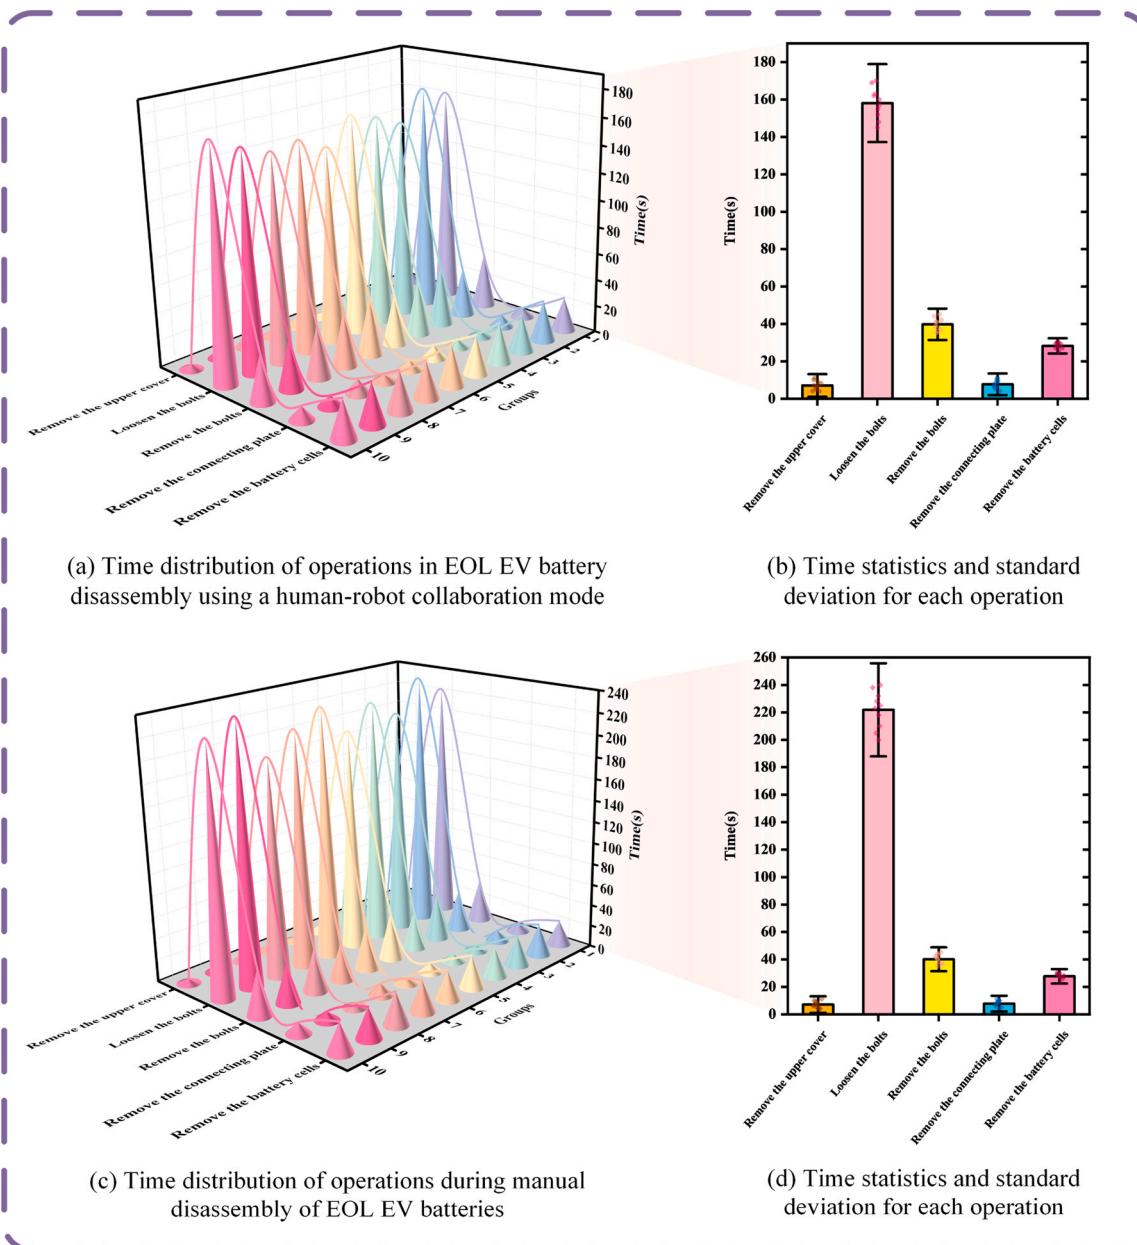 180
160
140
120
100
80
60
40
20
0
Time(s)
1
2
3
4
5
6
7
8
9
10
Groups
Remove the upper cover
Loosen the bolts
Remove the bolts
Remove the connecting plate
Remove the battery cells
(a) Time distribution of operations in EOL EV battery
disassembly using a human-robot collaboration mode
180
160
140
120
100
80
60
40
20
0
Time(s)
Remove the upper cover
Loosen the bolts
Remove the bolts
Remove the connecting plate
Remove the battery cells
(b) Time statistics and standard
deviation for each operation
240
220
200
180
160
140
120
100
80
60
40
20
0
Time(s)
1
2
3
4
5
6
7
8
9
10
Groups
Remove the upper cover
Loosen the bolts
Remove the bolts
Remove the connecting plate
Remove the battery cells
(c) Time distribution of operations during manual
disassembly of EOL EV batteries
260
240
220
200
180
160
140
120
100
80
60
40
20
0
Time(s)
Remove the upper cover
Loosen the bolts
Remove the bolts
Remove the connecting plate
Remove the battery cells
(d) Time statistics and standard
deviation for each operation